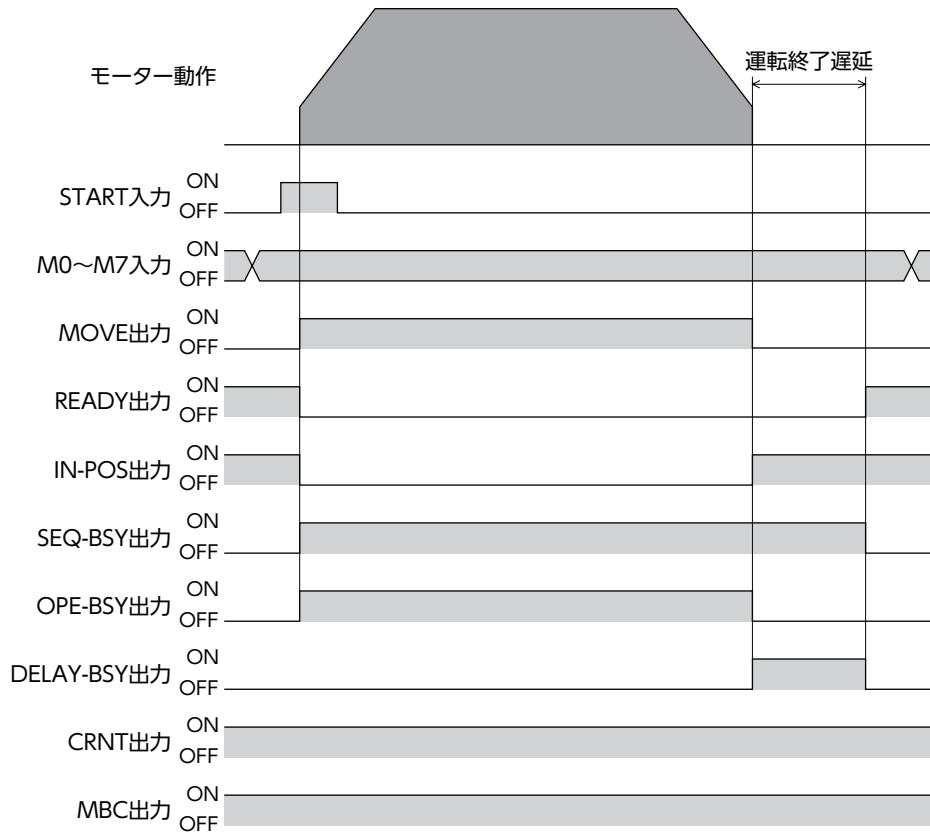 モーター動作
運転終了遅延
START入力 ON
OFF
M0～M7入力 ON
OFF
MOVE出力 ON
OFF
READY出力 ON
OFF
IN-POS出力 ON
OFF
SEQ-BSY出力 ON
OFF
OPE-BSY出力 ON
OFF
DELAY-BSY出力 ON
OFF
CRNT出力 ON
OFF
MBC出力 ON
OFF